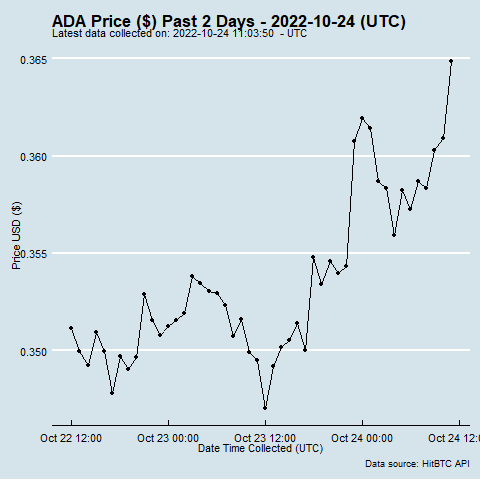 ADA Price ($) Past 2 Days - 2022-10-24 (UTC)
Latest data collected on: 2022-10-24 11:03:50 - UTC
0.365
0.360
0.355
0.350
Price USD ($)
Oct 22 12:00 Oct 23 00:00 Oct 23 12:00 Oct 24 00:00 Oct 24 12:0
Date Time Collected (UTC)
Data source: HitBTC API